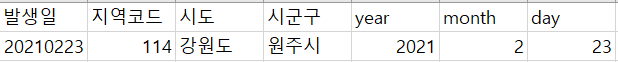 발생일 지역코드 시도 시군구 year month day
20210223 114 강원도 원주시 2021 2 23